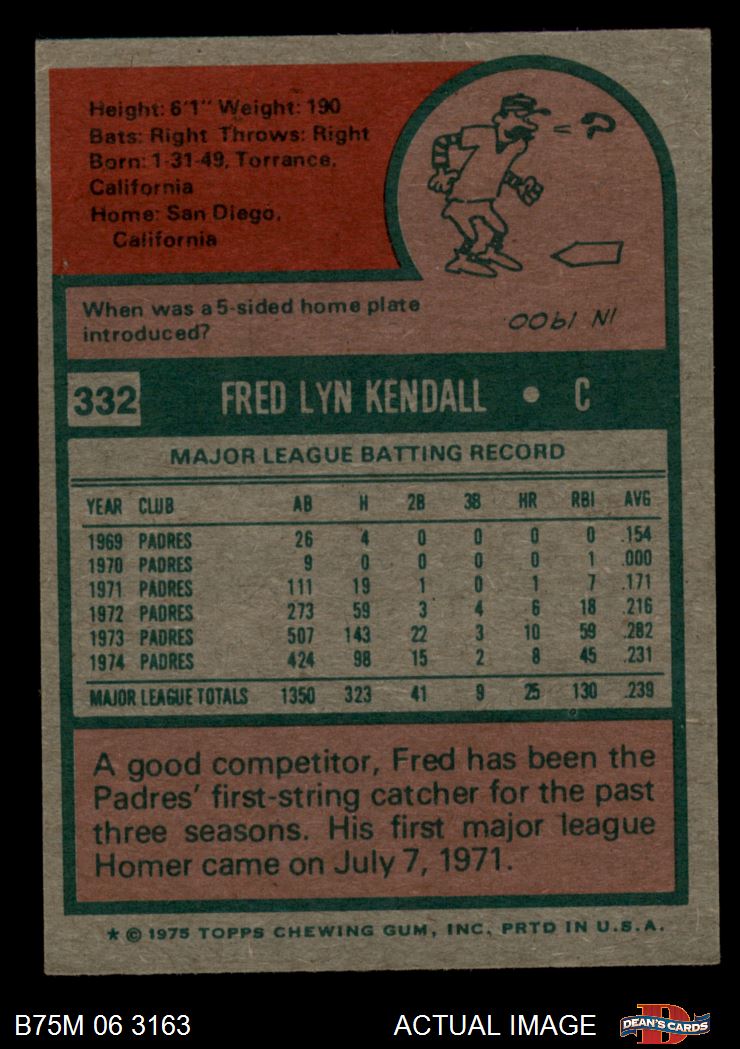 Height: 6'1" Weight: 190
Bats: Right Throws: Right
Born: 1-31-49, Torrance,
California
Home: San Diego,
California
= ?
When was a 5-sided home plate
introduced?
IN 1900
332 FRED LYN KENDALL • C
MAJOR LEAGUE BATTING RECORD
YEAR CLUB AB H 2B 3B HR RBI AVG
1969 PADRES 26 4 0 0 0 0 .154
1970 PADRES 9 0 0 0 0 1 .000
1971 PADRES 111 19 1 0 1 7 .171
1972 PADRES 273 59 3 4 6 18 .216
1973 PADRES 507 143 22 3 10 59 .282
1974 PADRES 424 98 15 2 8 45 .231
MAJOR LEAGUE TOTALS 1350 323 41 9 25 130 .239
A good competitor, Fred has been the
Padres' first-string catcher for the past
three seasons. His first major league
Homer came on July 7, 1971.
* © 1975 TOPPS CHEWING GUM, INC. PRTD IN U.S.A.
B75M 06 3163 ACTUAL IMAGE D DEAN'S CARDS